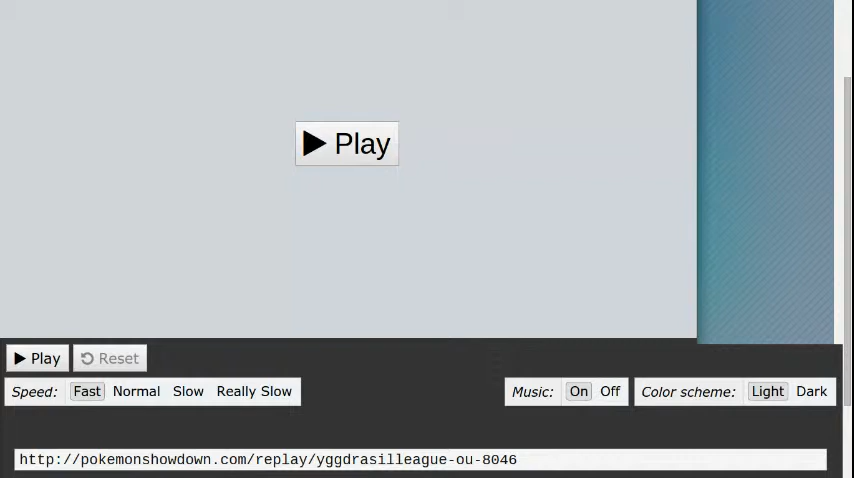 Play
Play Reset
Speed: Fast Normal Slow Really Slow Music: On Off Color scheme: Light Dark
http://pokemonshowdown.com/replay/yggdrasilleague-ou-8046